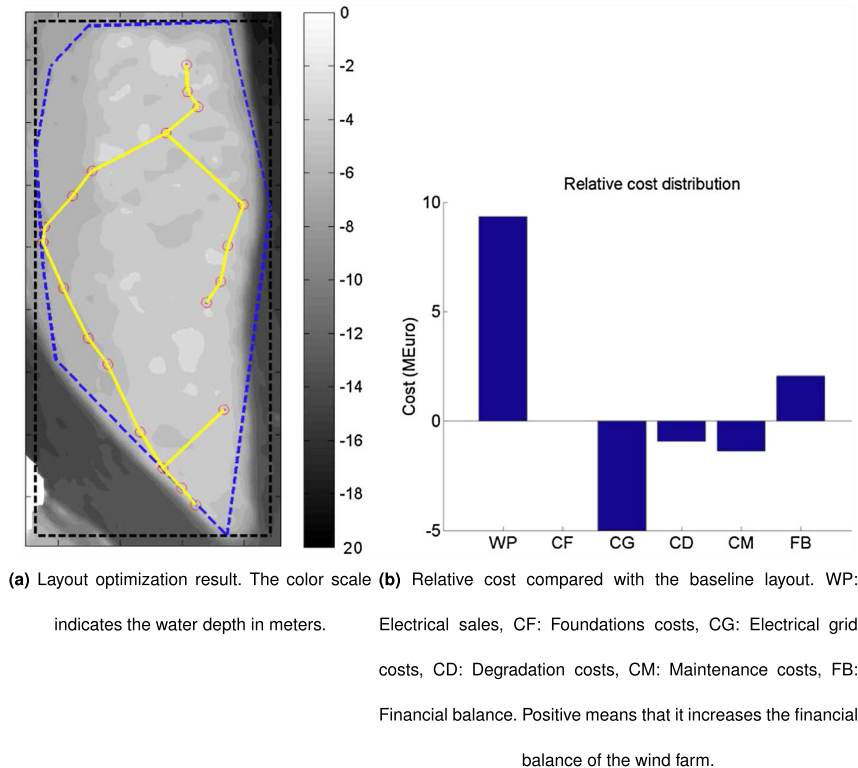 0
-2
-4
-6
-8
-10
-12
-14
-16
-18
20
Relative cost distribution
10
5
0
-5
Cost (MEuro)
WP CF CG CD CM FB
(a) Layout optimization result. The color scale
indicates the water depth in meters.
(b) Relative cost compared with the baseline layout. WP:
Electrical sales, CF: Foundations costs, CG: Electrical grid
costs, CD: Degradation costs, CM: Maintenance costs, FB:
Financial balance. Positive means that it increases the financial
balance of the wind farm.